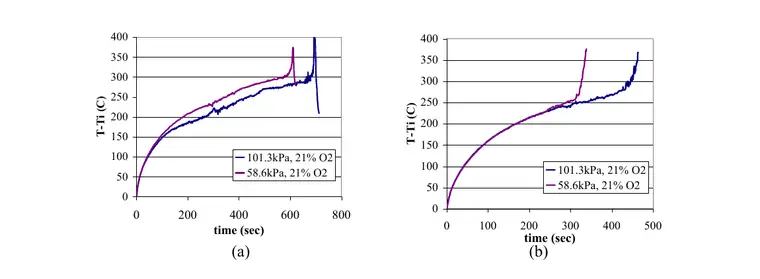 400
350
300
250
200
150
100
50
0
T-Ti (C)
101.3kPa, 21% O2
58.6kPa, 21% O2
0 200 400 600 800
time (sec)
(a)
400
350
300
250
200
150
100
50
0
T-Ti (C)
101.3kPa, 21% O2
58.6kPa, 21% O2
0 100 200 300 400 500
time (sec)
(b)